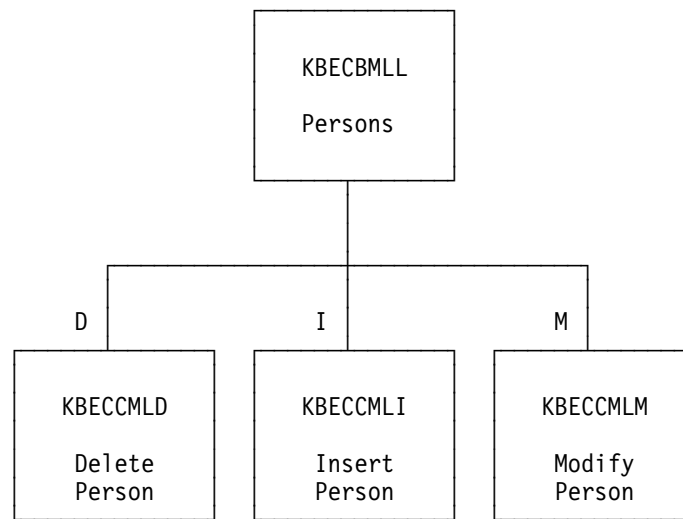 KBECBMLL
Persons
D I M
KBECCMLD KBECCMLI KBECCMLM
Delete Insert Modify
Person Person Person